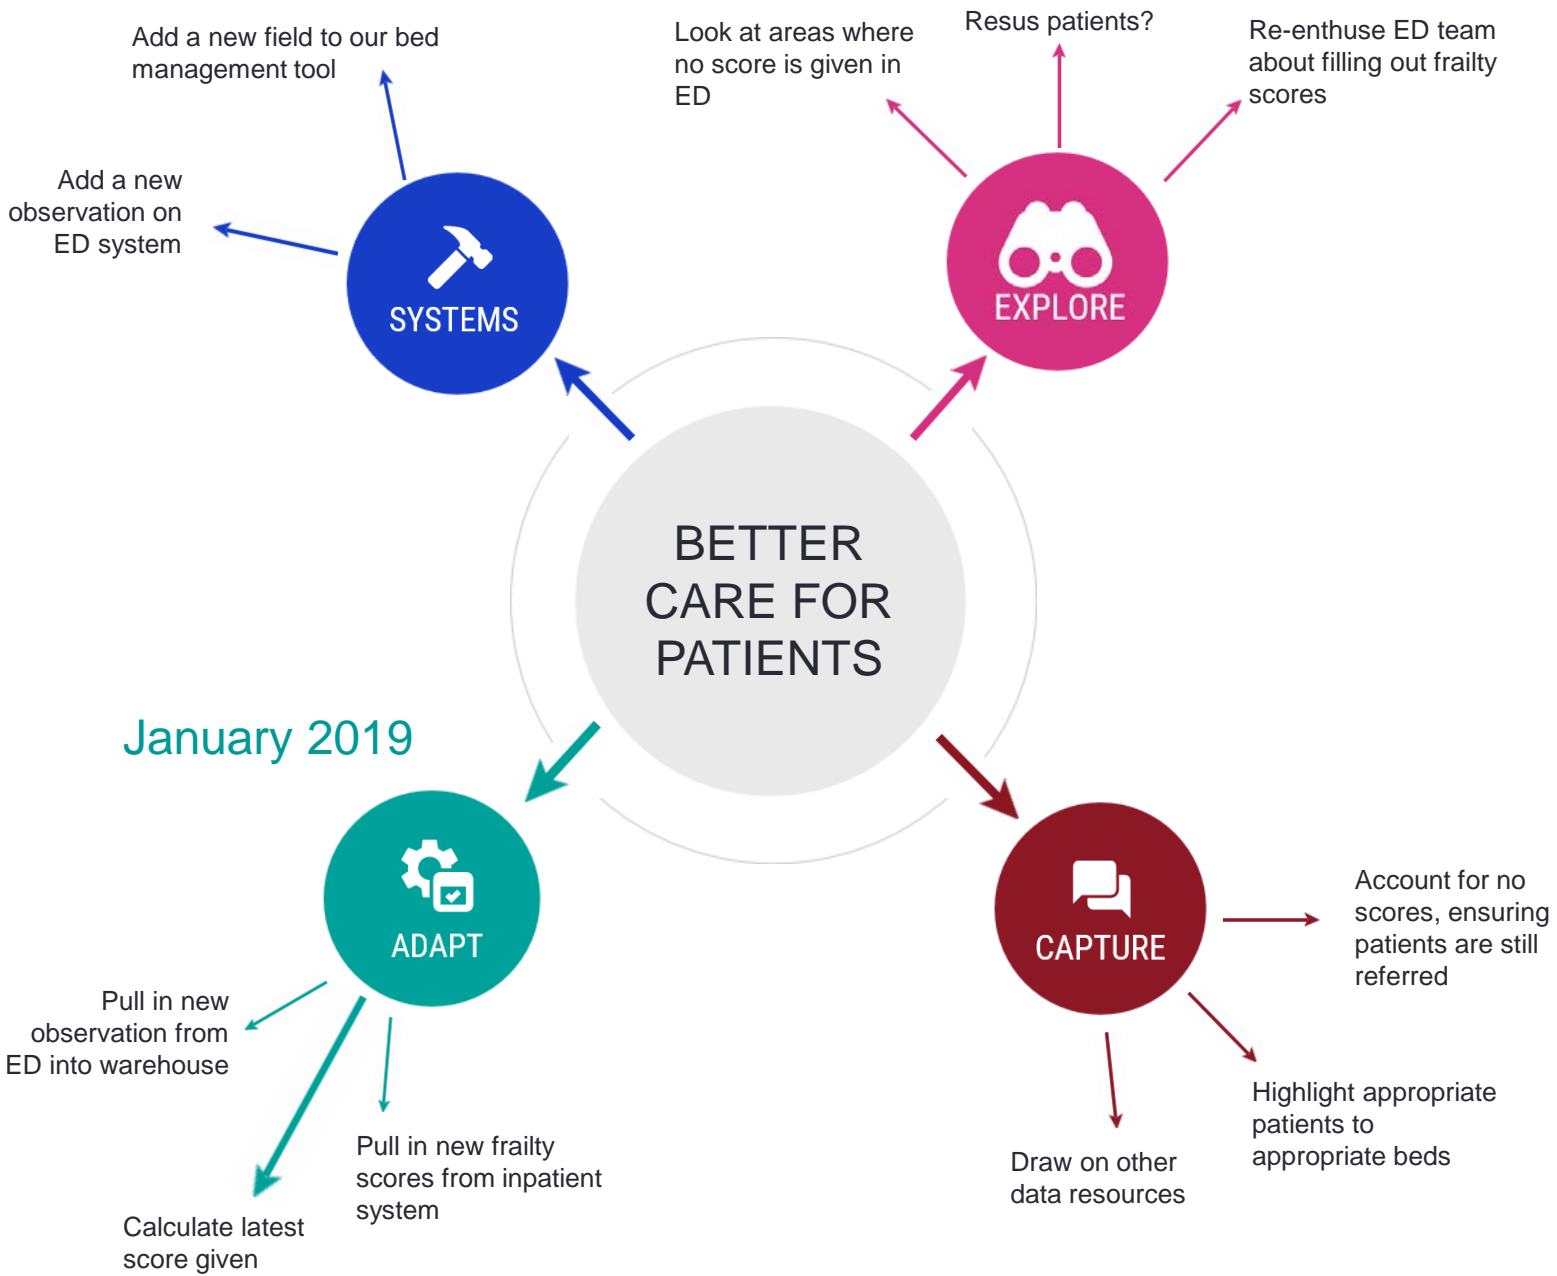 Add a new field to our bed
management tool
Add a new
observation on
ED system
SYSTEMS
Look at areas where
no score is given in
ED
Resus patients?
Re-enthuse ED team
about filling out frailty
scores
EXPLORE
BETTER
CARE FOR
PATIENTS
January 2019
ADAPT
Pull in new
observation from
ED into warehouse
Calculate latest
score given
Pull in new frailty
scores from inpatient
system
CAPTURE
Account for no
scores, ensuring
patients are still
referred
Highlight appropriate
patients to
appropriate beds
Draw on other
data resources